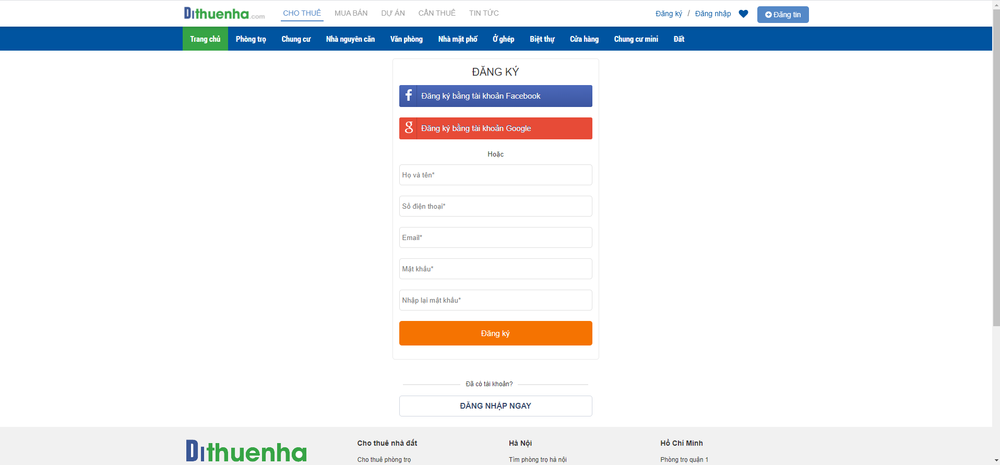 Dithuenha.com CHO THUÊ MUA BÁN DỰ ÁN CẦN THUÊ TIN TỨC Đăng ký / Đăng nhập Đăng tin
Trang chủ Phòng trọ Chung cư Nhà nguyên căn Văn phòng Nhà mặt phố Ở ghép Biệt thự Cửa hàng Chung cư mini Đất
ĐĂNG KÝ
Đăng ký bằng tài khoản Facebook
Đăng ký bằng tài khoản Google
Hoặc
Họ và tên*
Số điện thoại*
Email*
Mật khẩu*
Nhập lại mật khẩu*
Đăng ký
Đã có tài khoản?
ĐĂNG NHẬP NGAY
Dithuenha
Cho thuê nhà đất Hà Nội Hồ Chí Minh
Cho thuê phòng trọ Tìm phòng trọ hà nội Phòng trọ quận 1